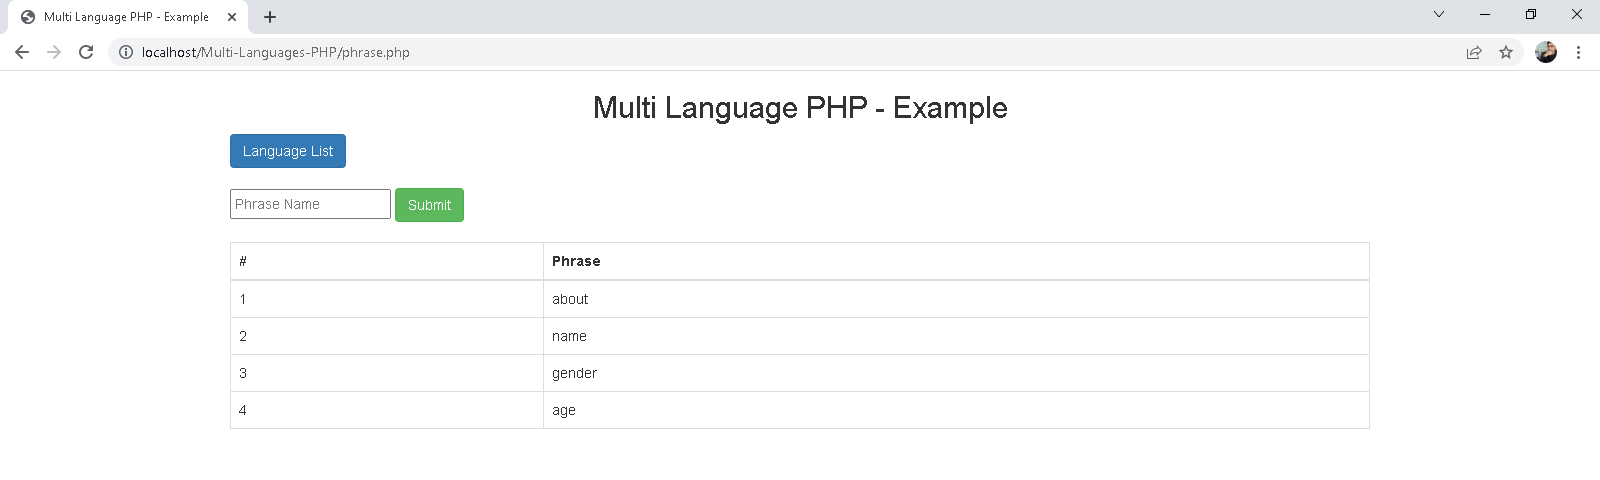 Multi Language PHP - Example
localhost/Multi-Languages-PHP/phrase.php
Multi Language PHP - Example
Language List
Phrase Name Submit
# Phrase
1 about
2 name
3 gender
4 age